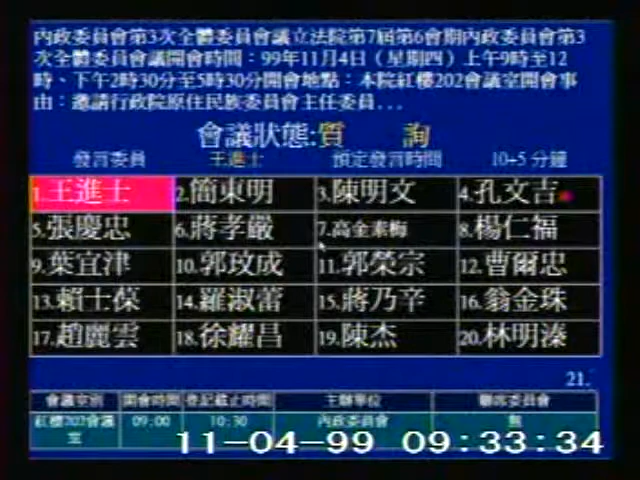 內政委員會第3次全體委員會議立法院第7屆第6會期內政委員會第3
次全體委員會議開會時間：99年11月4日（星期四）上午9時至12
時、下午2時30分至5時30分開會地點：本院紅樓202會議室開會事
由：邀請行政院原住民族委員會主任委員...
會議狀態:質 詢
發言委員 王進士 預定發言時間 10+5 分鐘
1.王進士 2.簡東明 3.陳明文 4.孔文吉
5.張慶忠 6.蔣孝嚴 7.高金素梅 8.楊仁福
9.葉宜津 10.郭玟成 11.郭榮宗 12.曹爾忠
13.賴士葆 14.羅淑蕾 15.蔣乃辛 16.翁金珠
17.趙麗雲 18.徐耀昌 19.陳杰 20.林明溱
21.
會議室別 開會時間 登記截止時間 主辦單位 聯席委員會
紅樓202會議 09:00 10:30 內政委員會 無
室
11-04-99 09:33:34